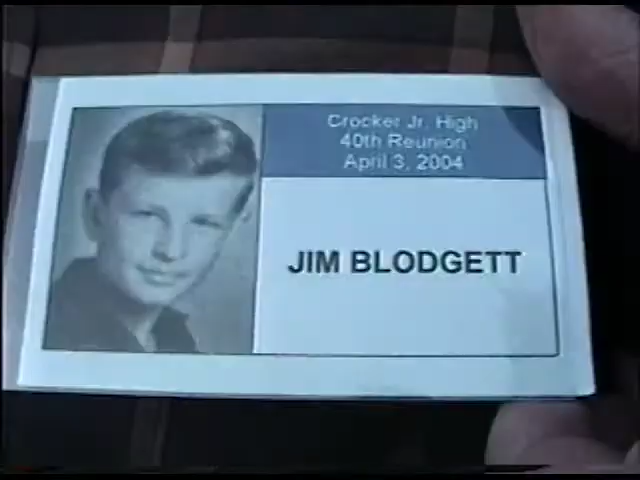 Crocker Jr. High
40th Reunion
April 3, 2004
JIM BLODGETT